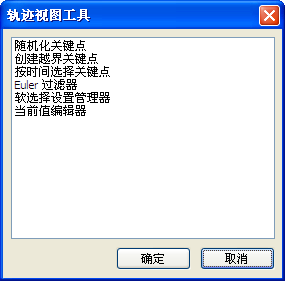 轨迹视图工具
随机化关键点
创建越界关键点
按时间选择关键点
Euler 过滤器
软选择设置管理器
当前值编辑器
确定
取消